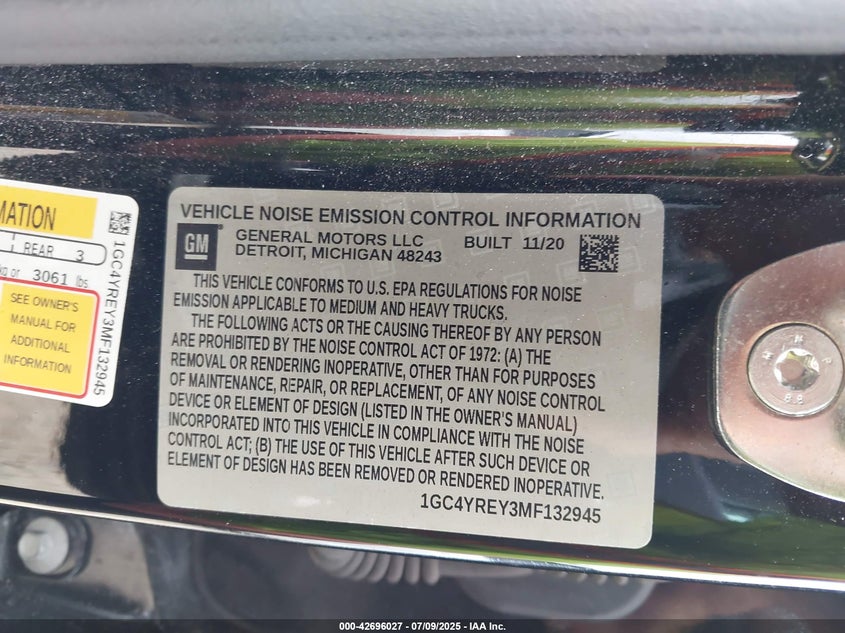 MATION
REAR 3
kg or 3061 lbs
SEE OWNER'S
MANUAL FOR
ADDITIONAL
INFORMATION
1GC4YREY3MF132945
VEHICLE NOISE EMISSION CONTROL INFORMATION
GM
GENERAL MOTORS LLC BUILT 11/20
DETROIT, MICHIGAN 48243
THIS VEHICLE CONFORMS TO U.S. EPA REGULATIONS FOR NOISE
EMISSION APPLICABLE TO MEDIUM AND HEAVY TRUCKS.
THE FOLLOWING ACTS OR THE CAUSING THEREOF BY ANY PERSON
ARE PROHIBITED BY THE NOISE CONTROL ACT OF 1972: (A) THE
REMOVAL OR RENDERING INOPERATIVE, OTHER THAN FOR PURPOSES
OF MAINTENANCE, REPAIR, OR REPLACEMENT, OF ANY NOISE CONTROL
DEVICE OR ELEMENT OF DESIGN (LISTED IN THE OWNER'S MANUAL)
INCORPORATED INTO THIS VEHICLE IN COMPLIANCE WITH THE NOISE
CONTROL ACT; (B) THE USE OF THIS VEHICLE AFTER SUCH DEVICE OR
ELEMENT OF DESIGN HAS BEEN REMOVED OR RENDERED INOPERATIVE.
1GC4YREY3MF132945
000-42696027 - 07/09/2025 - IAA Inc.